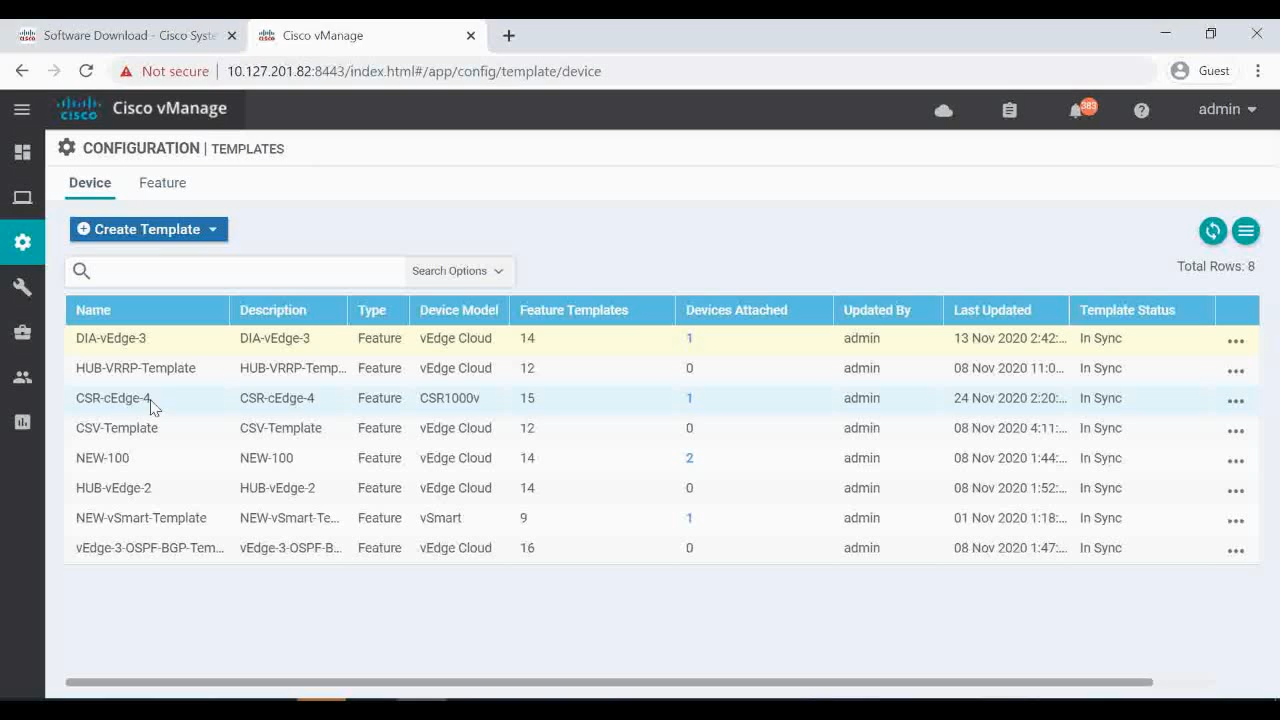 Software Download - Cisco Syste
Cisco vManage
Not secure 10.127.201.82:8443/index.html#/app/config/template/device Guest
cisco Cisco vManage 383 admin
CONFIGURATION | TEMPLATES
Device Feature
Create Template
Search Options Total Rows: 8
Name Description Type Device Model Feature Templates Devices Attached Updated By Last Updated Template Status
DIA-vEdge-3 DIA-vEdge-3 Feature vEdge Cloud 14 1 admin 13 Nov 2020 2:42:... In Sync
HUB-VRRP-Template HUB-VRRP-Temp... Feature vEdge Cloud 12 0 admin 08 Nov 2020 11:0... In Sync
CSR-cEdge-4 CSR-cEdge-4 Feature CSR1000v 15 1 admin 24 Nov 2020 2:20:... In Sync
CSV-Template CSV-Template Feature vEdge Cloud 12 0 admin 08 Nov 2020 4:11:... In Sync
NEW-100 NEW-100 Feature vEdge Cloud 14 2 admin 08 Nov 2020 1:44:... In Sync
HUB-vEdge-2 HUB-vEdge-2 Feature vEdge Cloud 14 0 admin 08 Nov 2020 1:52:... In Sync
NEW-vSmart-Template NEW-vSmart-Te... Feature vSmart 9 1 admin 01 Nov 2020 1:18:... In Sync
vEdge-3-OSPF-BGP-Tem... vEdge-3-OSPF-B... Feature vEdge Cloud 16 0 admin 08 Nov 2020 1:47:... In Sync